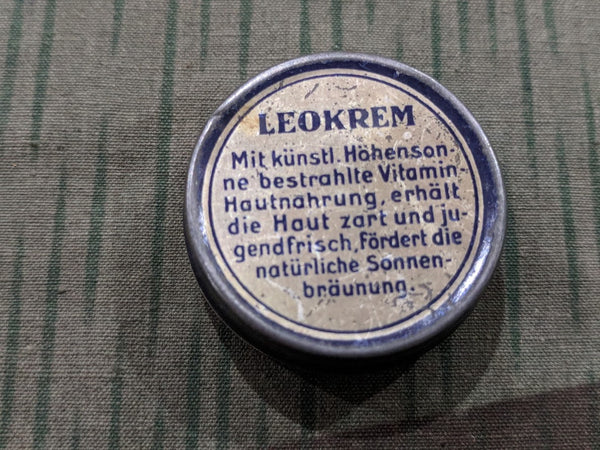 LEOKREM
Mit künstl. Höhenson-
ne bestrahlte Vitamin-
Hautnahrung, erhält
die Haut zart und ju-
gendfrisch, fördert die
natürliche Sonnen-
bräunung.